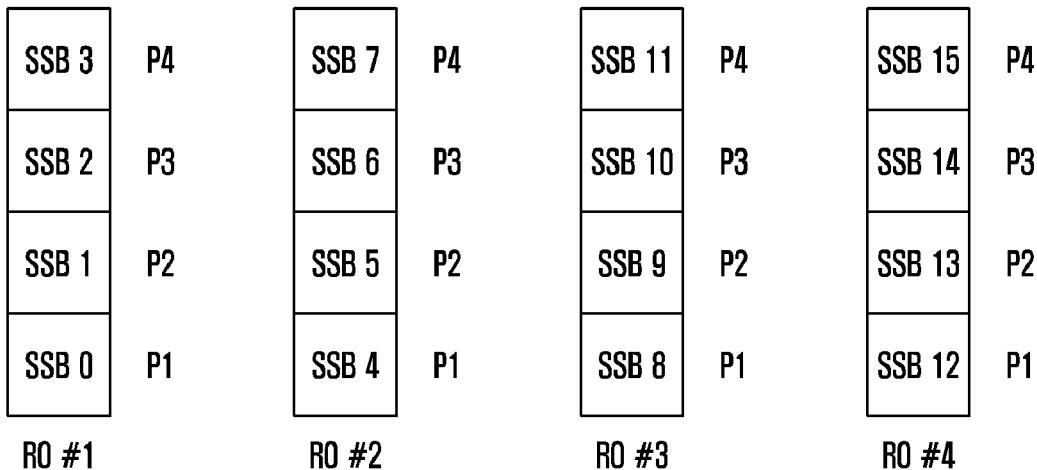 SSB 3 P4 SSB 7 P4 SSB 11 P4 SSB 15 P4
SSB 2 P3 SSB 6 P3 SSB 10 P3 SSB 14 P3
SSB 1 P2 SSB 5 P2 SSB 9 P2 SSB 13 P2
SSB 0 P1 SSB 4 P1 SSB 8 P1 SSB 12 P1
RO #1 RO #2 RO #3 RO #4